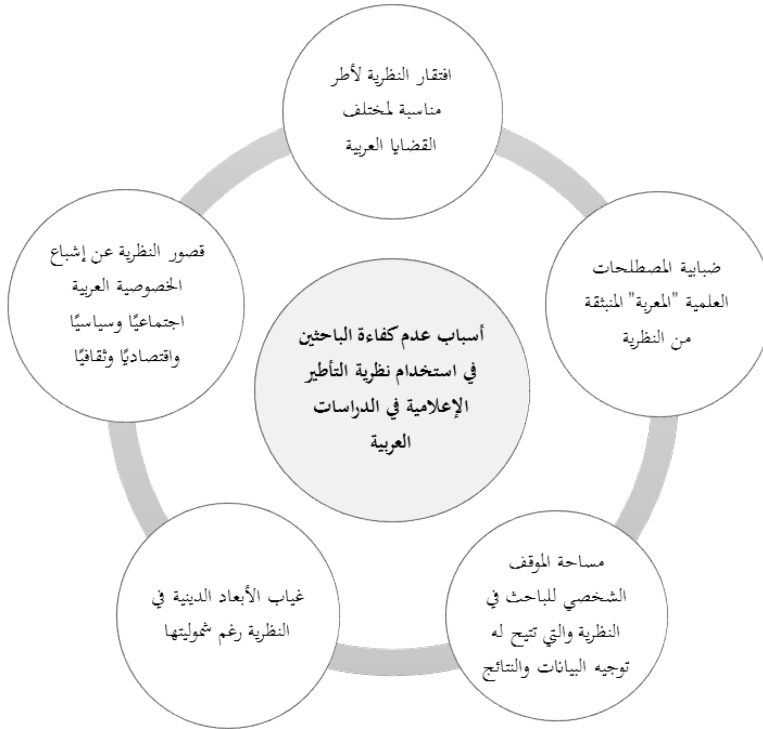 افتقار النظرية لأطر
مناسبة لمختلف
القضايا العربية
ضبابية المصطلحات
العلمية "المعربة" المنبثقة
من النظرية
مساحة الموقف
الشخصي للباحث في
النظرية والتي تتيح له
توجيه البيانات والنتائج
غياب الأبعاد الدينية في
النظرية رغم شموليتها
قصور النظرية عن إشباع
الخصوصية العربية
اجتماعيًا وسياسيًا
واقتصاديًا وثقافيًا
أسباب عدم كفاءة الباحثين
في استخدام نظرية التأطير
الإعلامية في الدراسات
العربية